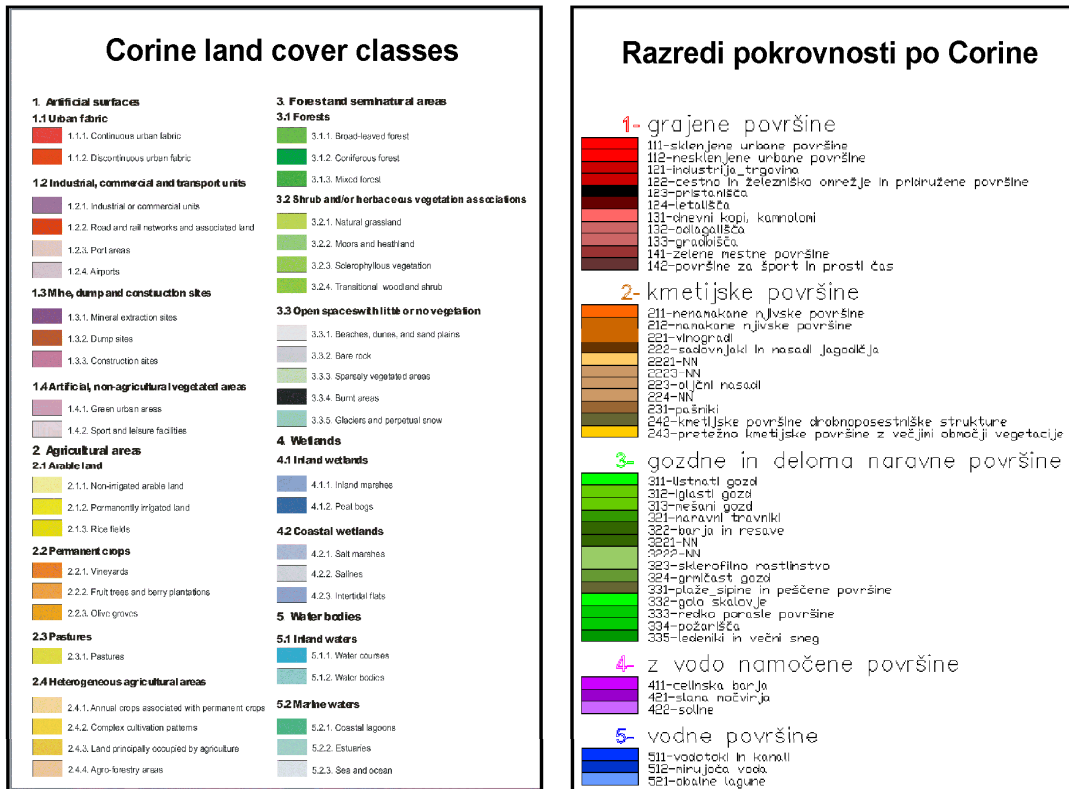 Corine land cover classes
1. Artificial surfaces
1.1 Urban fabric
1.1.1. Continuous urban fabric
1.1.2. Discontinuous urban fabric
1.2 Industrial, commercial and transport units
1.2.1. Industrial or commercial units
1.2.2. Road and rail networks and associated land
1.2.3. Port areas
1.2.4. Airports
1.3 Mine, dump and construction sites
1.3.1. Mineral extraction sites
1.3.2. Dump sites
1.3.3. Construction sites
1.4 Artificial, non-agricultural vegetated areas
1.4.1. Green urban areas
1.4.2. Sport and leisure facilities
2 Agricultural areas
2.1 Arable land
2.1.1. Non-irrigated arable land
2.1.2. Permanently irrigated land
2.1.3. Rice fields
2.2 Permanent crops
2.2.1. Vineyards
2.2.2. Fruit trees and berry plantations
2.2.3. Olive groves
2.3 Pastures
2.3.1. Pastures
2.4 Heterogeneous agricultural areas
2.4.1. Annual crops associated with permanent crops
2.4.2. Complex cultivation patterns
2.4.3. Land principally occupied by agriculture
2.4.4. Agro-forestry areas
3. Forest and seminatural areas
3.1 Forests
3.1.1. Broad-leaved forest
3.1.2. Coniferous forest
3.1.3. Mixed forest
3.2 Shrub and/or herbaceous vegetation associations
3.2.1. Natural grassland
3.2.2. Moors and heathland
3.2.3. Sclerophyllous vegetation
3.2.4. Transitional woodland shrub
3.3 Open spaces with little or no vegetation
3.3.1. Beaches, dunes, and sand plains
3.3.2. Bare rock
3.3.3. Sparsely vegetated areas
3.3.4. Burnt areas
3.3.5. Glaciers and perpetual snow
4. Wetlands
4.1 Inland wetlands
4.1.1. Inland marshes
4.1.2. Peat bogs
4.2 Coastal wetlands
4.2.1. Salt marshes
4.2.2. Salines
4.2.3. Intertidal flats
5. Water bodies
5.1 Inland waters
5.1.1. Water courses
5.1.2. Water bodies
5.2 Marine waters
5.2.1. Coastal lagoons
5.2.2. Estuaries
5.2.3. Sea and ocean
Razredi pokrovnosti po Corine
1- grajene površine
111-sklenjene urbane površine
112-nesklenjene urbane površine
121-industrija_trgovina
122-cestno in železniško omrežje in pridružene površine
123-pristanišča
124-letališča
131-dnevni kopi, kamnolomi
132-odlagališča
133-gradbišča
141-zelene mestne površine
142-površine za šport in prosti čas
2- kmetijske površine
211-nenamakane njivske površine
212-namakane njivske površine
221-vinogradi
222-sadovnjaki in nasadi jagodičja
2221-NN
2223-NN
223-oljčni nasadi
224-NN
231-pašniki
242-kmetijske površine drobnoposestniške strukture
243-pretežno kmetijske površine z večjimi območji vegetacije
3- gozdne in deloma naravne površine
311-listnati gozd
312-iglasti gozd
313-mešani gozd
321-naravni travniki
322-barja in resave
3221-NN
3222-NN
323-sklerofilno rastlinstvo
324-grmičast gozd
331-plaže_sipine in peščene površine
332-golo skalovje
333-redko porasle površine
334-požarišča
335-ledeniki in večni sneg
4- z vodo namočene površine
411-celinska barja
421-slana močvirja
422-soline
5- vodne površine
511-vodotoki in kanali
512-mirujoča voda
521-obalne lagune